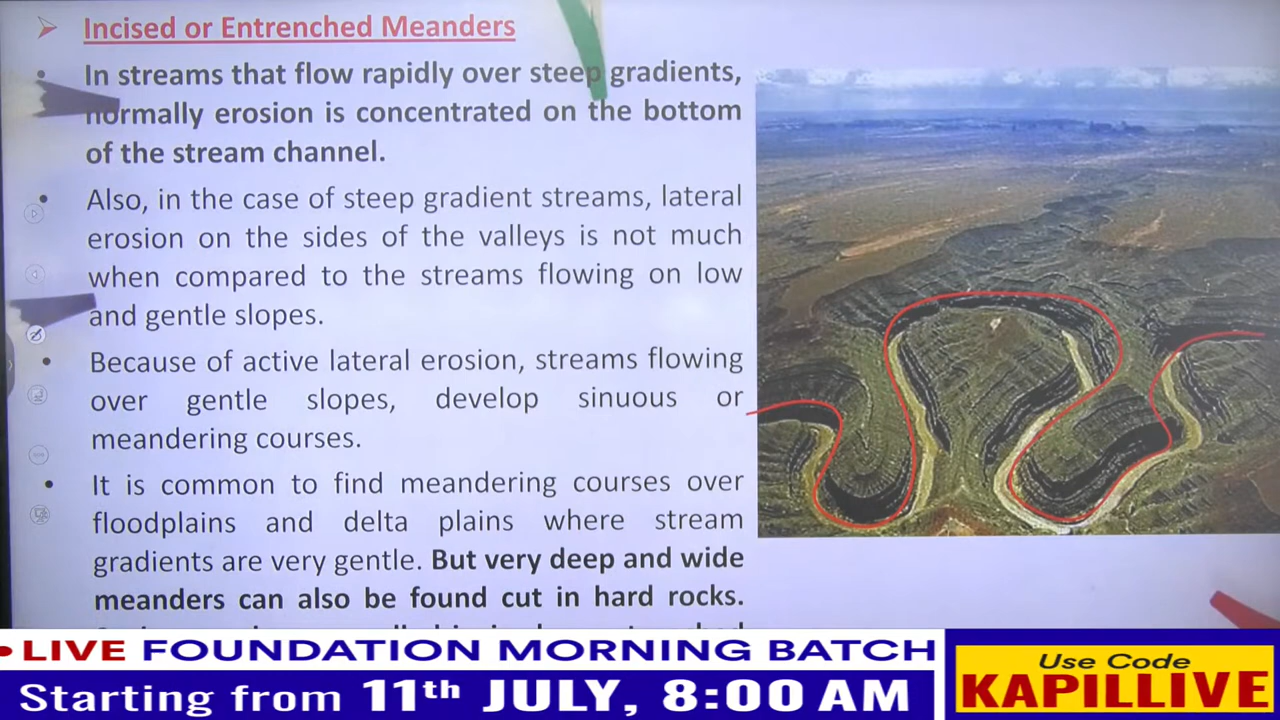 Incised or Entrenched Meanders
In streams that flow rapidly over steep gradients,
normally erosion is concentrated on the bottom
of the stream channel.
Also, in the case of steep gradient streams, lateral
erosion on the sides of the valleys is not much
when compared to the streams flowing on low
and gentle slopes.
Because of active lateral erosion, streams flowing
over gentle slopes, develop sinuous or
meandering courses.
It is common to find meandering courses over
floodplains and delta plains where stream
gradients are very gentle. But very deep and wide
meanders can also be found cut in hard rocks.
• LIVE FOUNDATION MORNING BATCH
Starting from 11th JULY, 8:00 AM
Use Code
KAPILLIVE